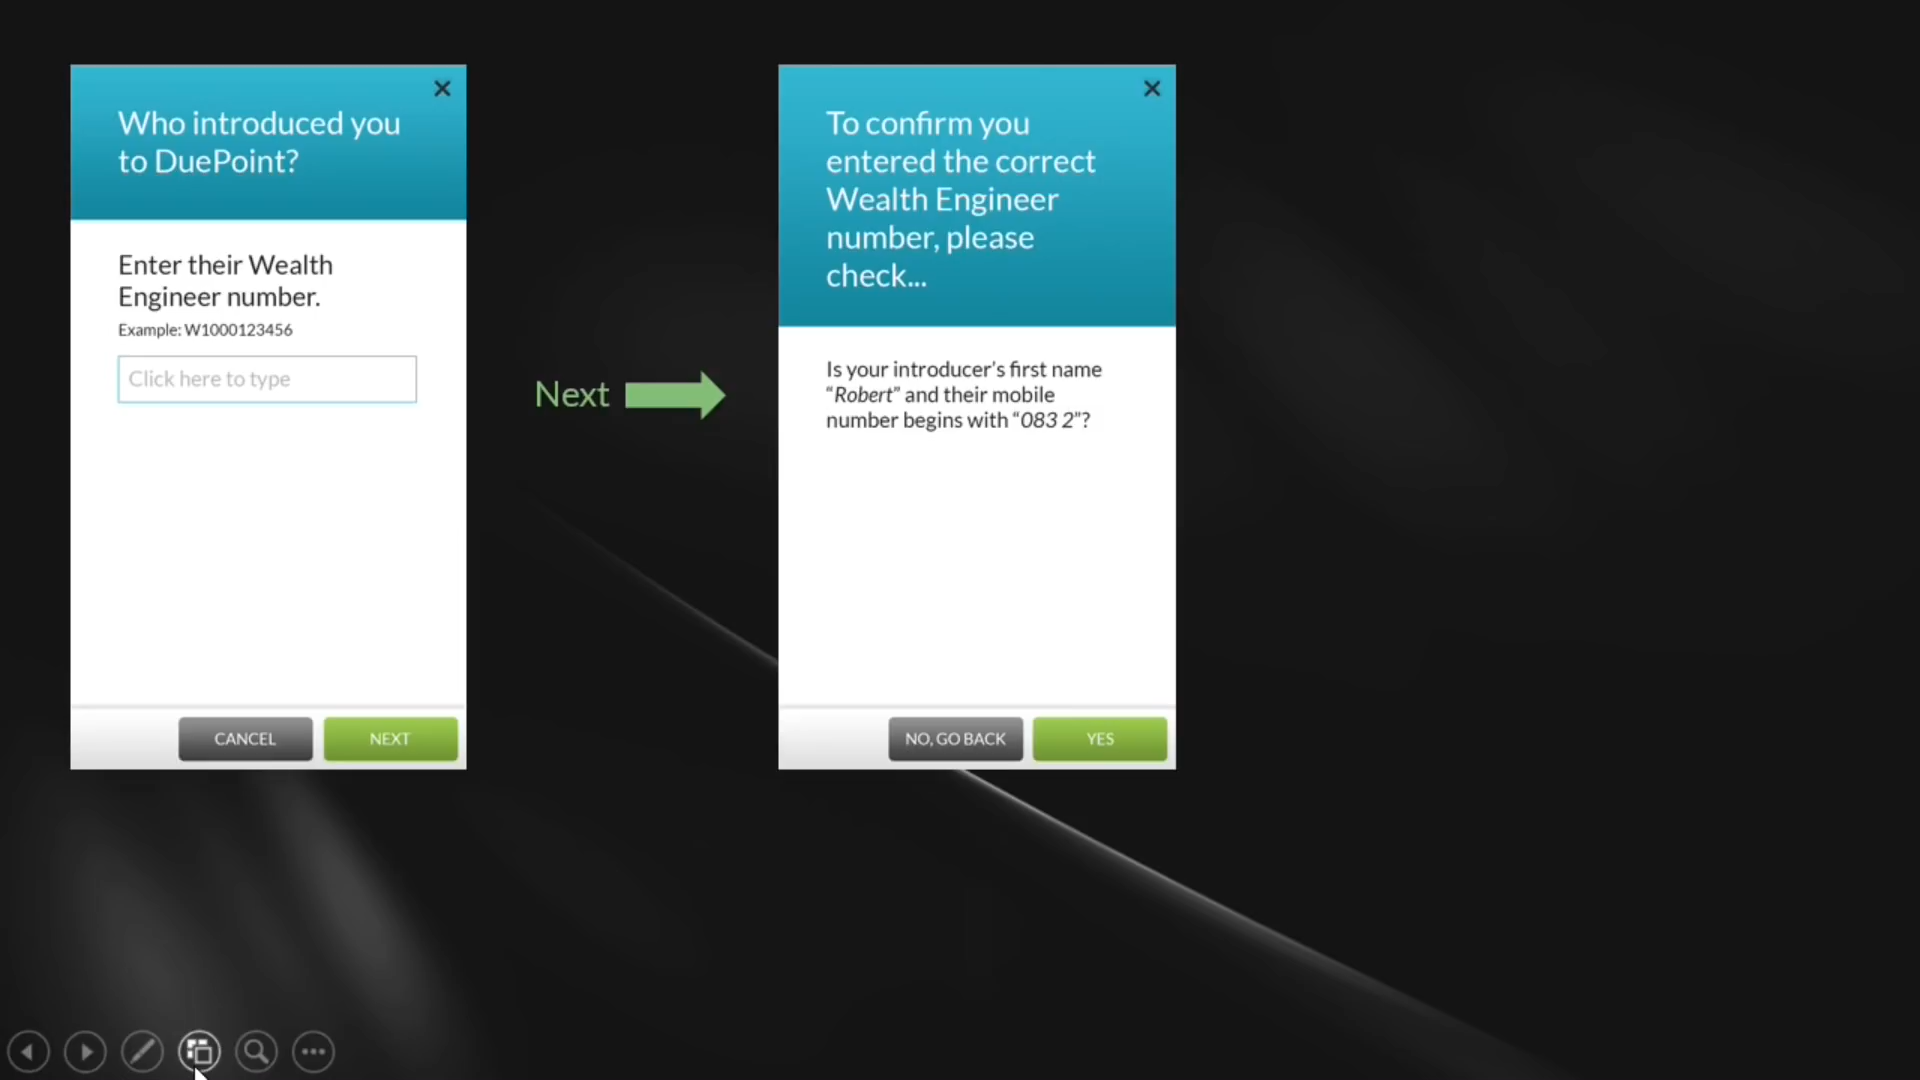 Who introduced you
to DuePoint?
Enter their Wealth
Engineer number.
Example: W1000123456
Click here to type
CANCEL
NEXT
Next
To confirm you
entered the correct
Wealth Engineer
number, please
check...
Is your introducer’s first name
“Robert” and their mobile
number begins with “083 2”?
NO, GO BACK
YES